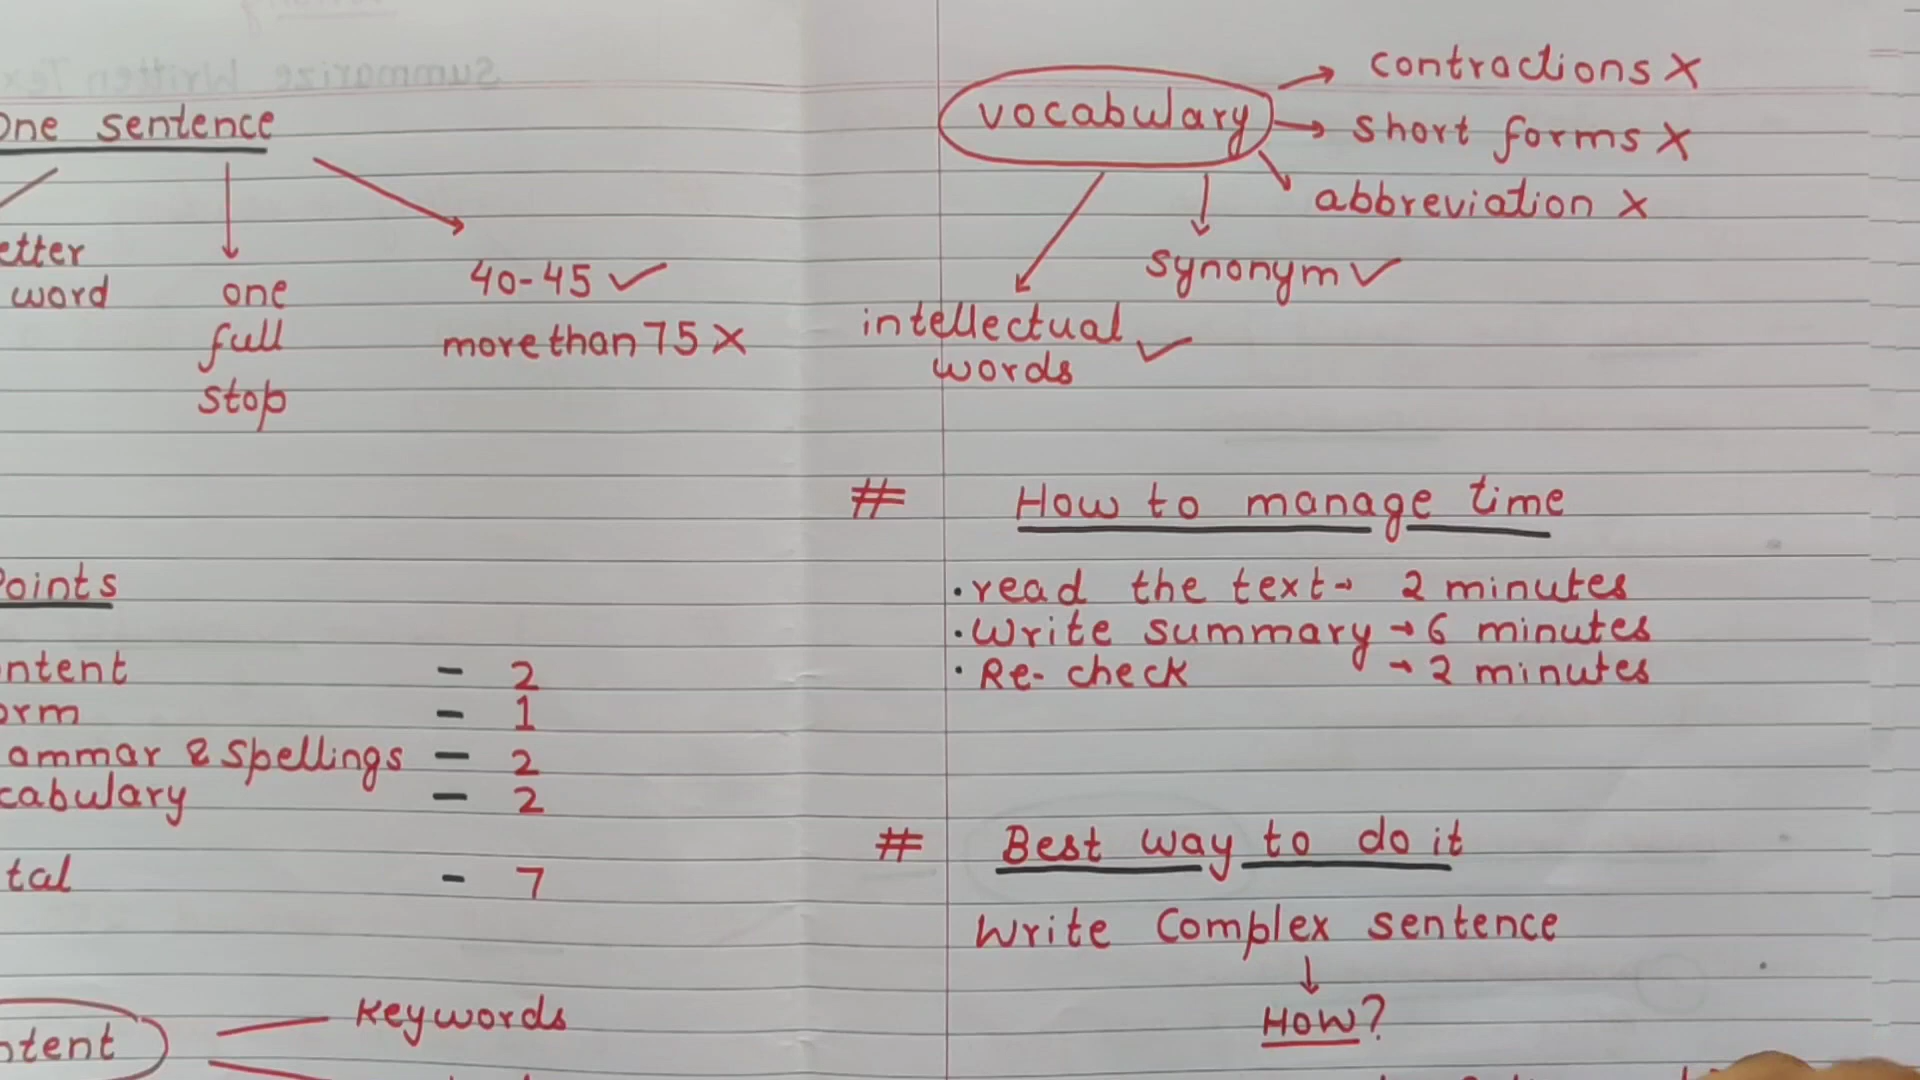 One sentence
etter
word
one
full
stop
40-45 ✓
more than 75 X
Points
ntent - 2
orm - 1
ammar & Spellings - 2
cabulary - 2
tal - 7
ntent
Keywords
vocabulary
contractions X
short forms X
abbreviation X
synonym ✓
intellectual
words ✓
# How to manage time
• read the text → 2 minutes
• Write summary → 6 minutes
• Re-check → 2 minutes
# Best way to do it
Write Complex sentence
↓
How?